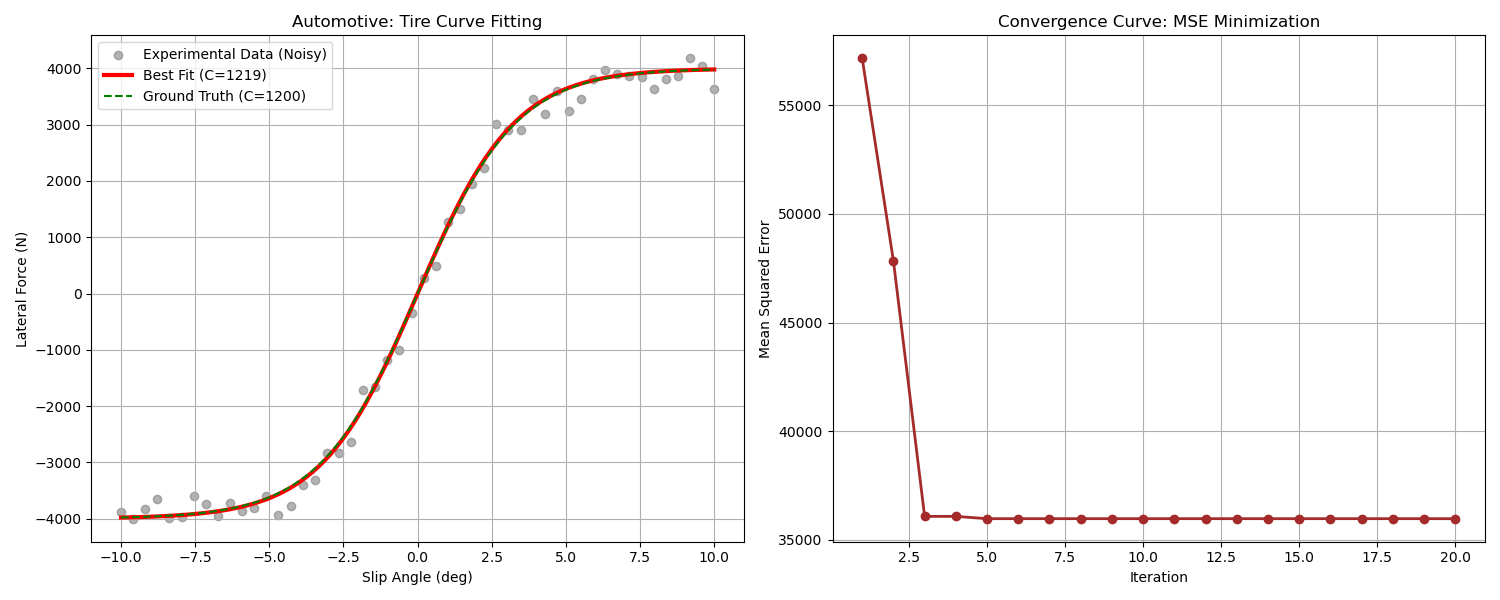 Automotive: Tire Curve Fitting
Experimental Data (Noisy)
Best Fit (C=1219)
Ground Truth (C=1200)
Lateral Force (N)
4000
3000
2000
1000
0
−1000
−2000
−3000
−4000
−10.0 −7.5 −5.0 −2.5 0.0 2.5 5.0 7.5 10.0
Slip Angle (deg)
Convergence Curve: MSE Minimization
Mean Squared Error
55000
50000
45000
40000
35000
2.5 5.0 7.5 10.0 12.5 15.0 17.5 20.0
Iteration